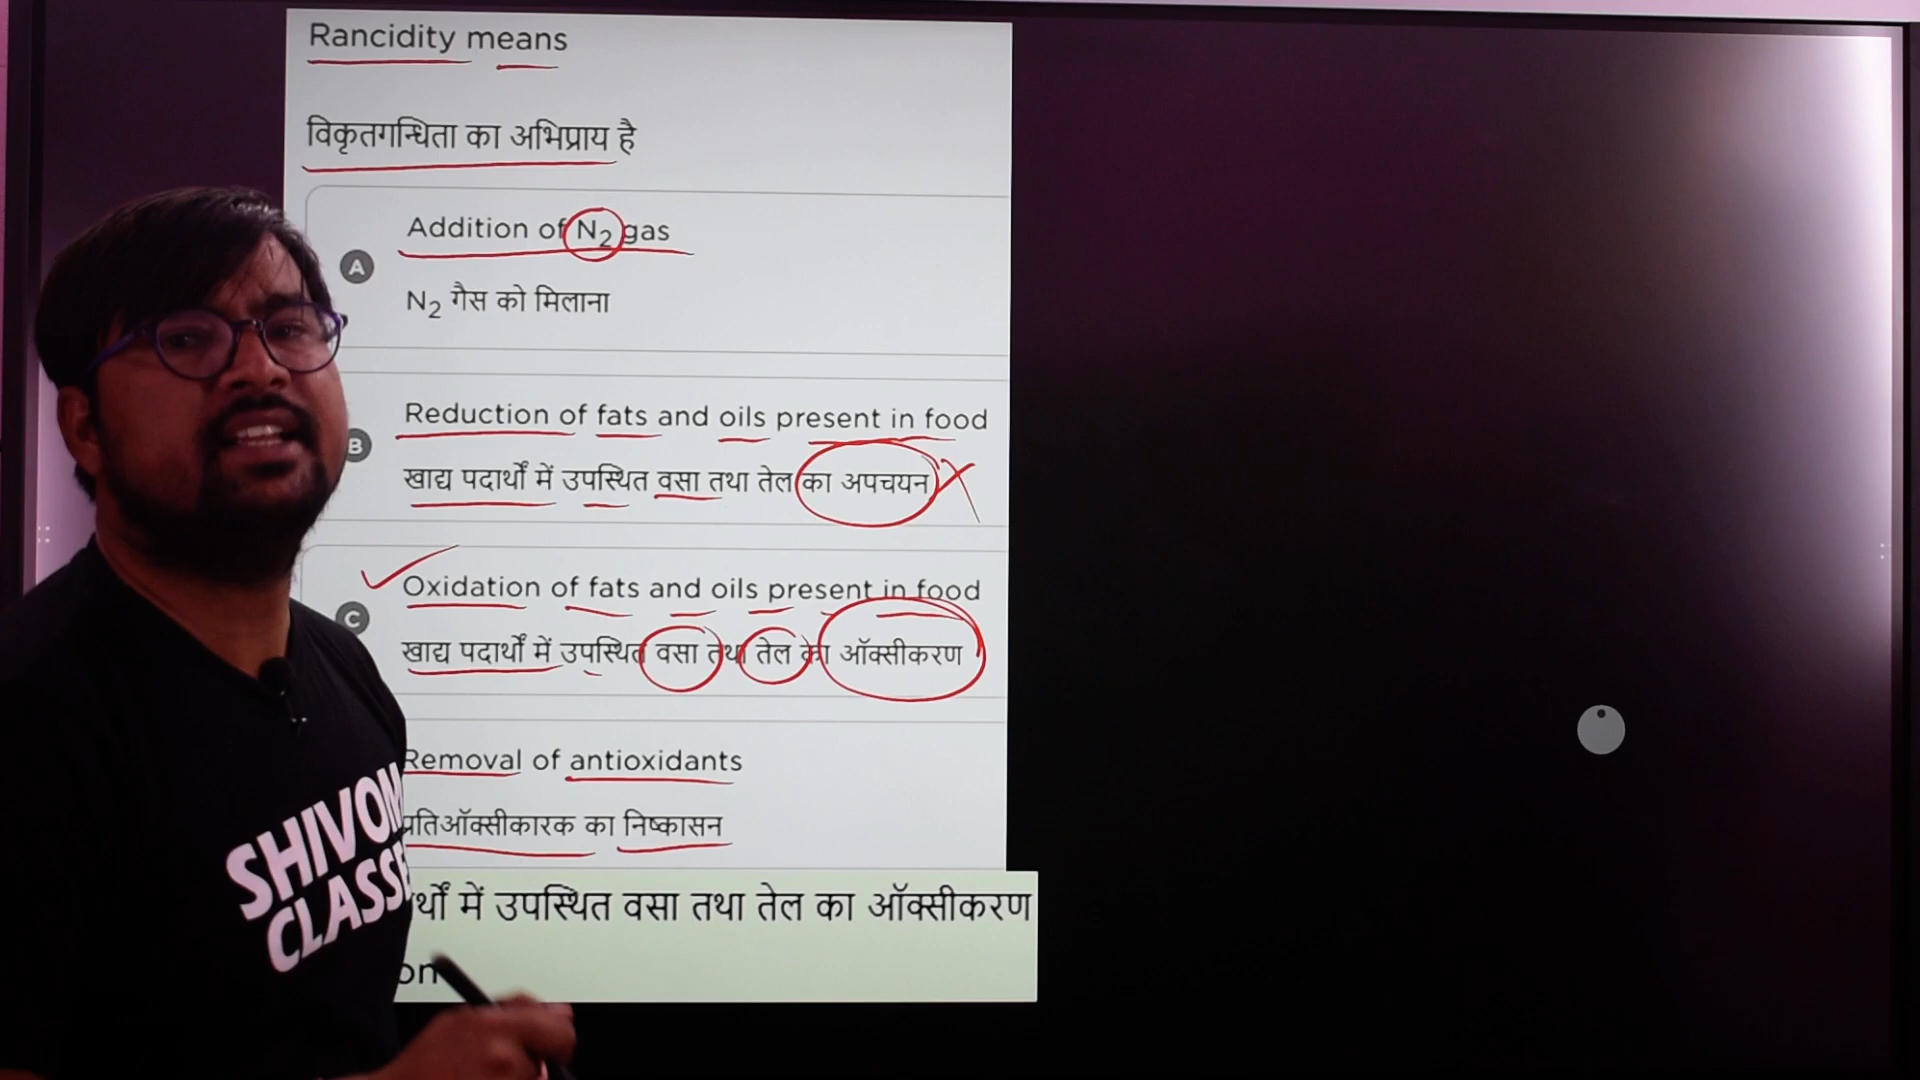 Rancidity means
विकृतगन्धिता का अभिप्राय है
A
Addition of N₂ gas
N₂ गैस को मिलाना
B
Reduction of fats and oils present in food
खाद्य पदार्थों में उपस्थित वसा तथा तेल का अपचयन
C
Oxidation of fats and oils present in food
खाद्य पदार्थों में उपस्थित वसा तथा तेल का ऑक्सीकरण
Removal of antioxidants
प्रतिऑक्सीकारक का निष्कासन
में उपस्थित वसा तथा तेल का ऑक्सीकरण
SHIVOM
CLASSES